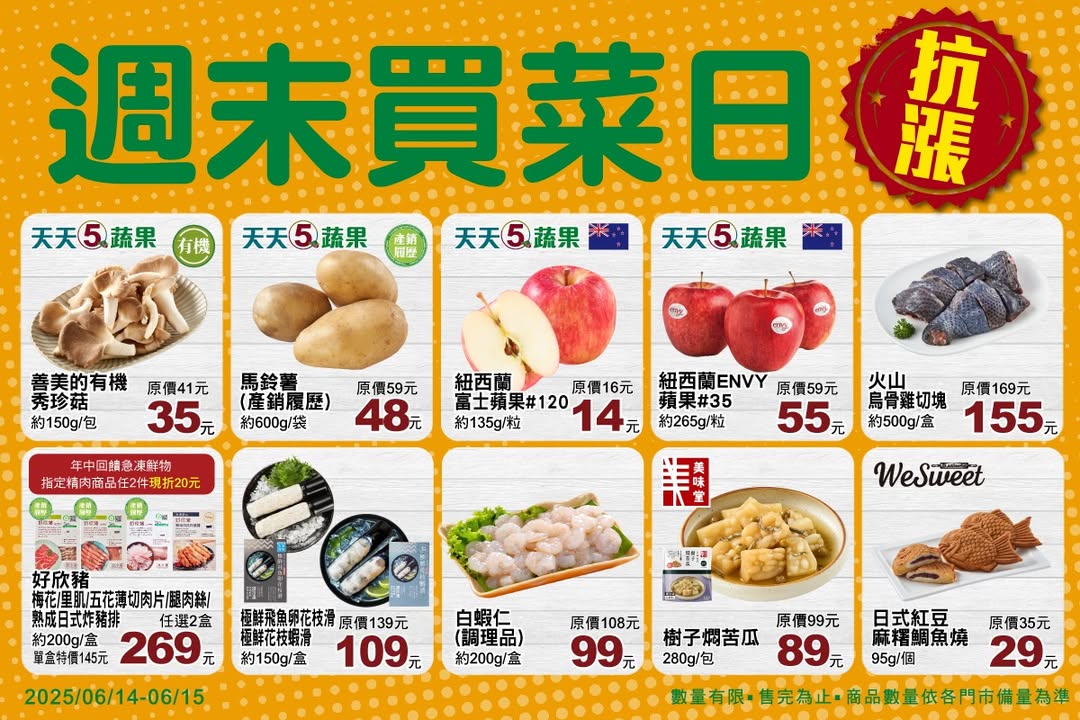 週末買菜日
抗漲
天天5蔬果
有機
善美的有機
秀珍菇
約150g/包
原價41元
35元
天天5蔬果
產銷
履歷
馬鈴薯
(產銷履歷)
約600g/袋
原價59元
48元
天天5蔬果
紐西蘭
富士蘋果#120
約135g/粒
原價16元
14元
天天5蔬果
envy
envy
envy
紐西蘭ENVY
蘋果#35
約265g/粒
原價59元
55元
火山
烏骨雞切塊
約500g/盒
原價169元
155元
年中回饋急凍鮮物
指定精肉商品任2件現折20元
產銷
履歷
產銷
履歷
產銷
履歷
好欣豬
梅花/里肌/五花薄切肉片/腿肉絲/
熟成日式炸豬排
任選2盒
約200g/盒
單盒特價145元
269元
極鮮飛魚卵花枝滑
極鮮花枝蝦滑
約150g/盒
原價139元
109元
白蝦仁
(調理品)
約200g/盒
原價108元
99元
美味堂
樹子燜苦瓜
280g/包
原價99元
89元
WeSweet
日式紅豆
麻糬鯛魚燒
95g/個
原價35元
29元
2025/06/14-06/15
數量有限▪售完為止▪商品數量依各門市備量為準